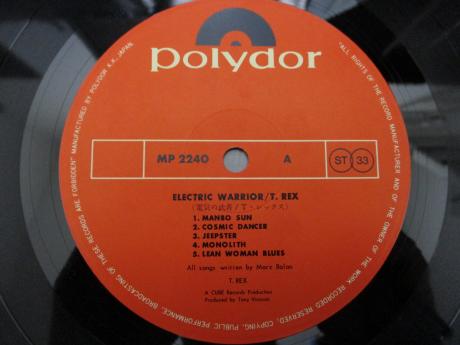 polydor
MP 2240 A ST 33
ELECTRIC WARRIOR/T. REX
(電気の武者/T・レックス)
1. MANBO SUN
2. COSMIC DANCER
3. JEEPSTER
4. MONOLITH
5. LEAN WOMAN BLUES
All songs written by Marc Bolan
T. REX
A CUBE Records Production
Produced by Tony Visconti
"ALL RIGHTS OF THE RECORD MANUFACTURER AND OF THE OWNER OF THE WORK RECORDED RESERVED, COPYING, PUBLIC PERFORMANCE, BROADCASTING OF THESE RECORDS ARE FORBIDDEN" MANUFACTURED BY POLYDOR K.K., JAPAN.